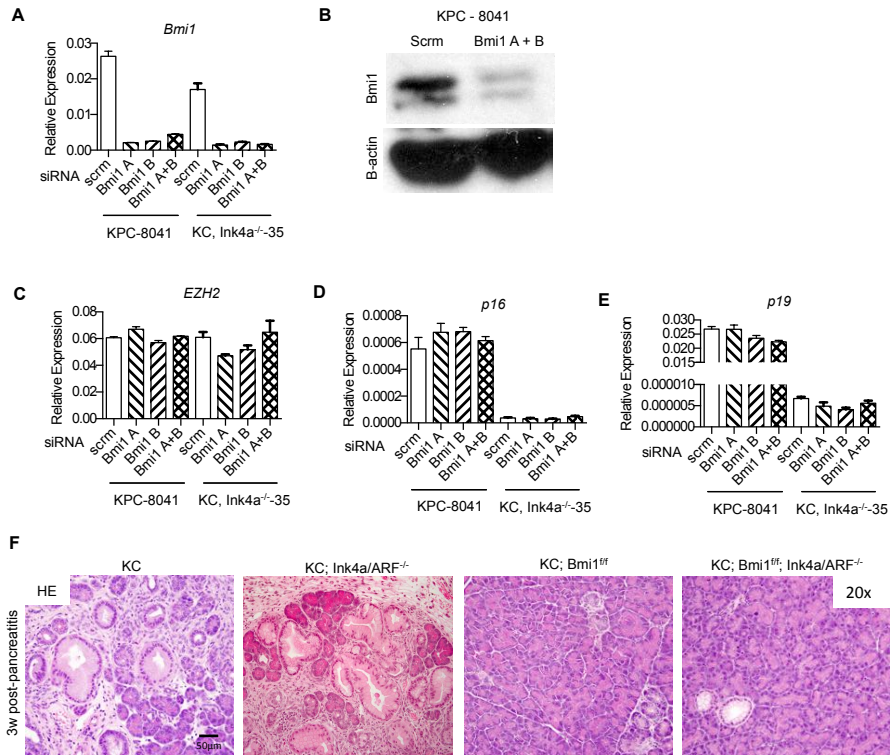 A
Bmi1
Relative Expression
0.03
0.02
0.01
0.00
siRNA
scrm
Bmi1 A
Bmi1 B
Bmi1 A+B
scrm
Bmi1 A
Bmi1 B
Bmi1 A+B
KPC-8041
KC, Ink4a-/--35
B
KPC - 8041
Scrm
Bmi1 A + B
Bmi1
B-actin
C
EZH2
Relative Expression
0.08
0.06
0.04
0.02
0.00
siRNA
scrm
Bmi1 A
Bmi1 B
Bmi1 A+B
scrm
Bmi1 A
Bmi1 B
Bmi1 A+B
KPC-8041
KC, Ink4a-/--35
D
p16
Relative Expression
0.0008
0.0006
0.0004
0.0002
0.0000
siRNA
scrm
Bmi1 A
Bmi1 B
Bmi1 A+B
scrm
Bmi1 A
Bmi1 B
Bmi1 A+B
KPC-8041
KC, Ink4a-/--35
E
p19
Relative Expression
0.030
0.025
0.020
0.015
0.000010
0.000005
0.000000
siRNA
scrm
Bmi1 A
Bmi1 B
Bmi1 A+B
scrm
Bmi1 A
Bmi1 B
Bmi1 A+B
KPC-8041
KC, Ink4a-/--35
F
KC
KC; Ink4a/ARF-/-
KC; Bmi1f/f
KC; Bmi1f/f; Ink4a/ARF-/-
HE
20x
3w post-pancreatitis
50μm